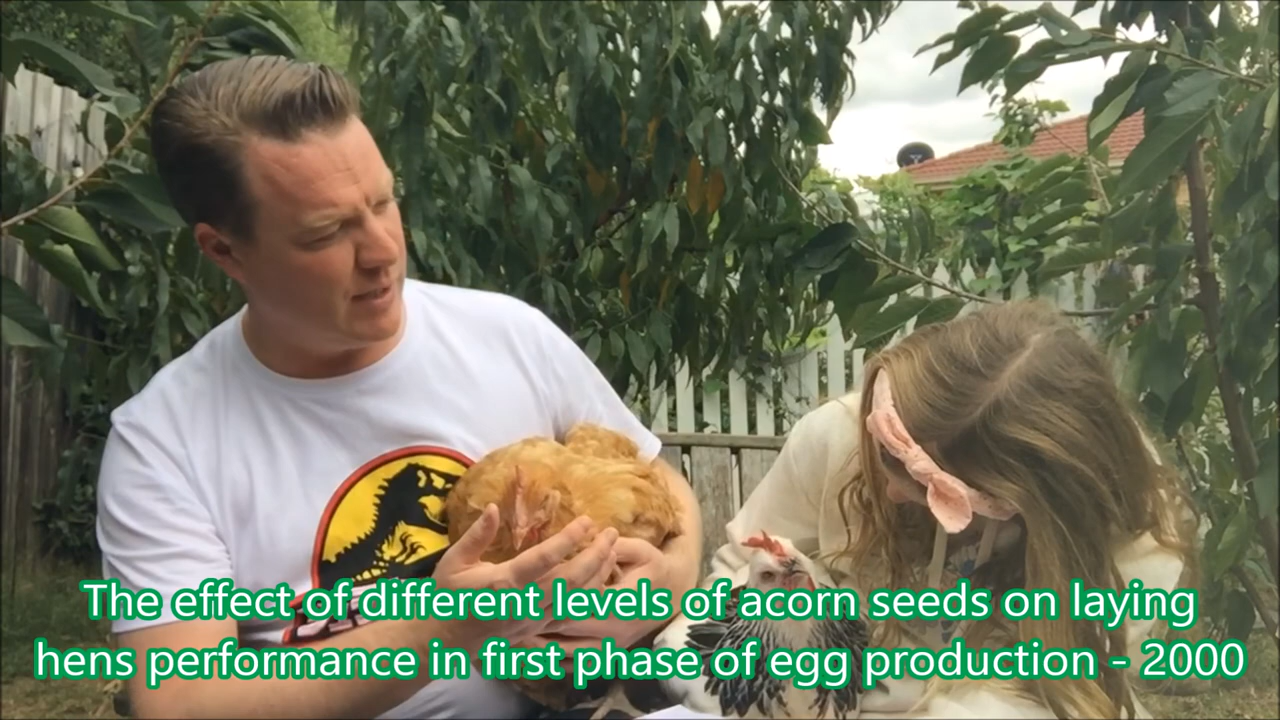 The effect of different levels of acorn seeds on laying
hens performance in first phase of egg production - 2000